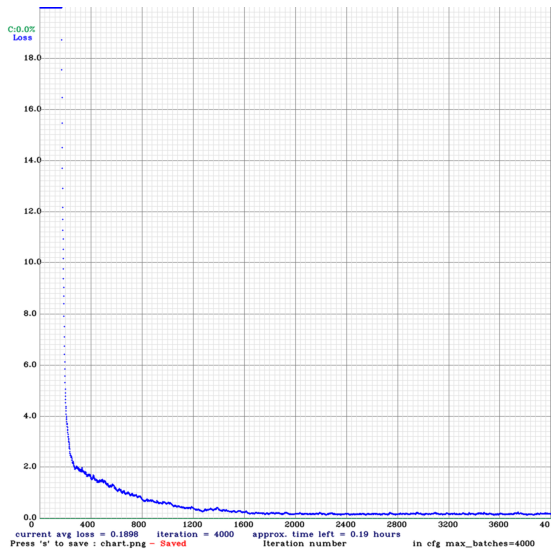 C:0.0%
Loss
18.0
16.0
14.0
12.0
10.0
8.0
6.0
4.0
2.0
0.0
0 400 800 1200 1600 2000 2400 2800 3200 3600
current avg loss = 0.1898 iteration = 4000 approx. time left = 0.19 hours
Press 's' to save : chart.png - Saved Iteration number in cfg max_batches=4000